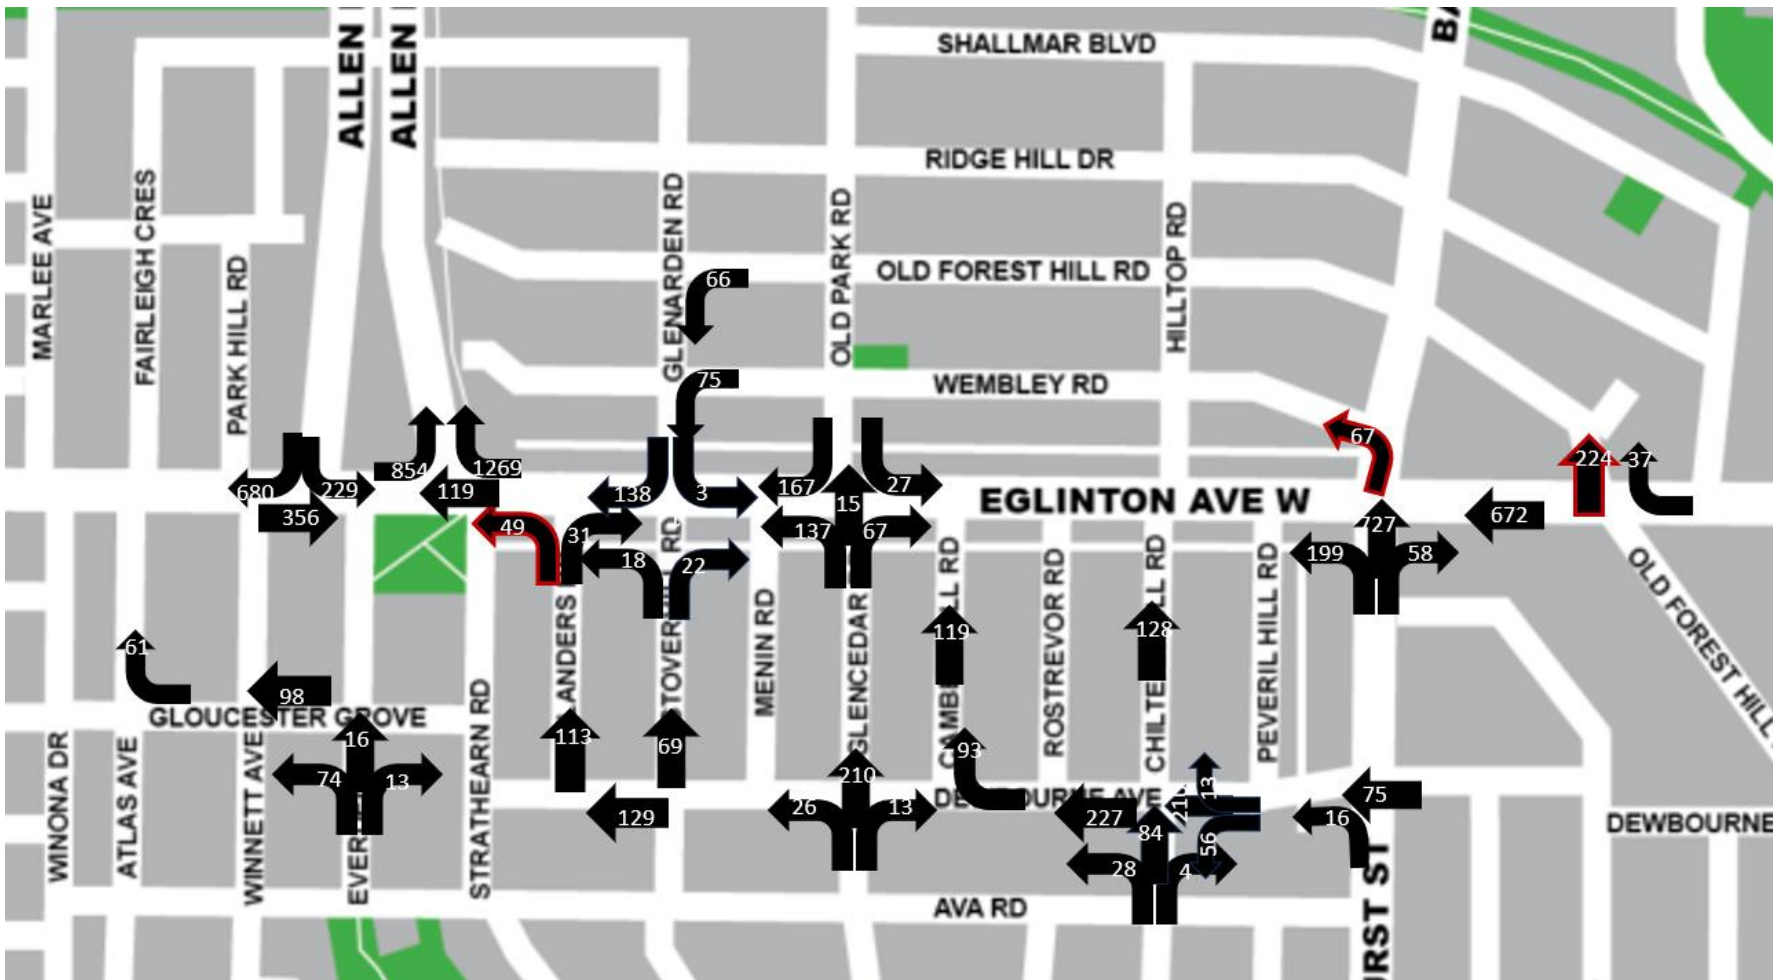 ALLEN
ALLEN
BA
SHALLMAR BLVD
RIDGE HILL DR
MARLEE AVE
FAIRLEIGH CRES
PARK HILL RD
GLENARDEN RD
OLD PARK RD
HILLTOP RD
66
OLD FOREST HILL RD
75
WEMBLEY RD
67
680
229
854
1269
119
138
3
167
27
EGLINTON AVE W
672
224
37
356
49
31
15
137
67
727
18
22
199
58
RD
MENIN RD
GLENCEDAR
ROSTREVOR RD
PEVERIL HILL RD
OLD FOREST HILL
61
98
119
128
GLOUCESTER GROVE
16
74
13
113
69
210
93
13
WINONA DR
ATLAS AVE
WINNETT AVE
STRATHEARN RD
129
26
13
227
84
56
16
75
DEWBOURNE
28
4
AVA RD
URST ST